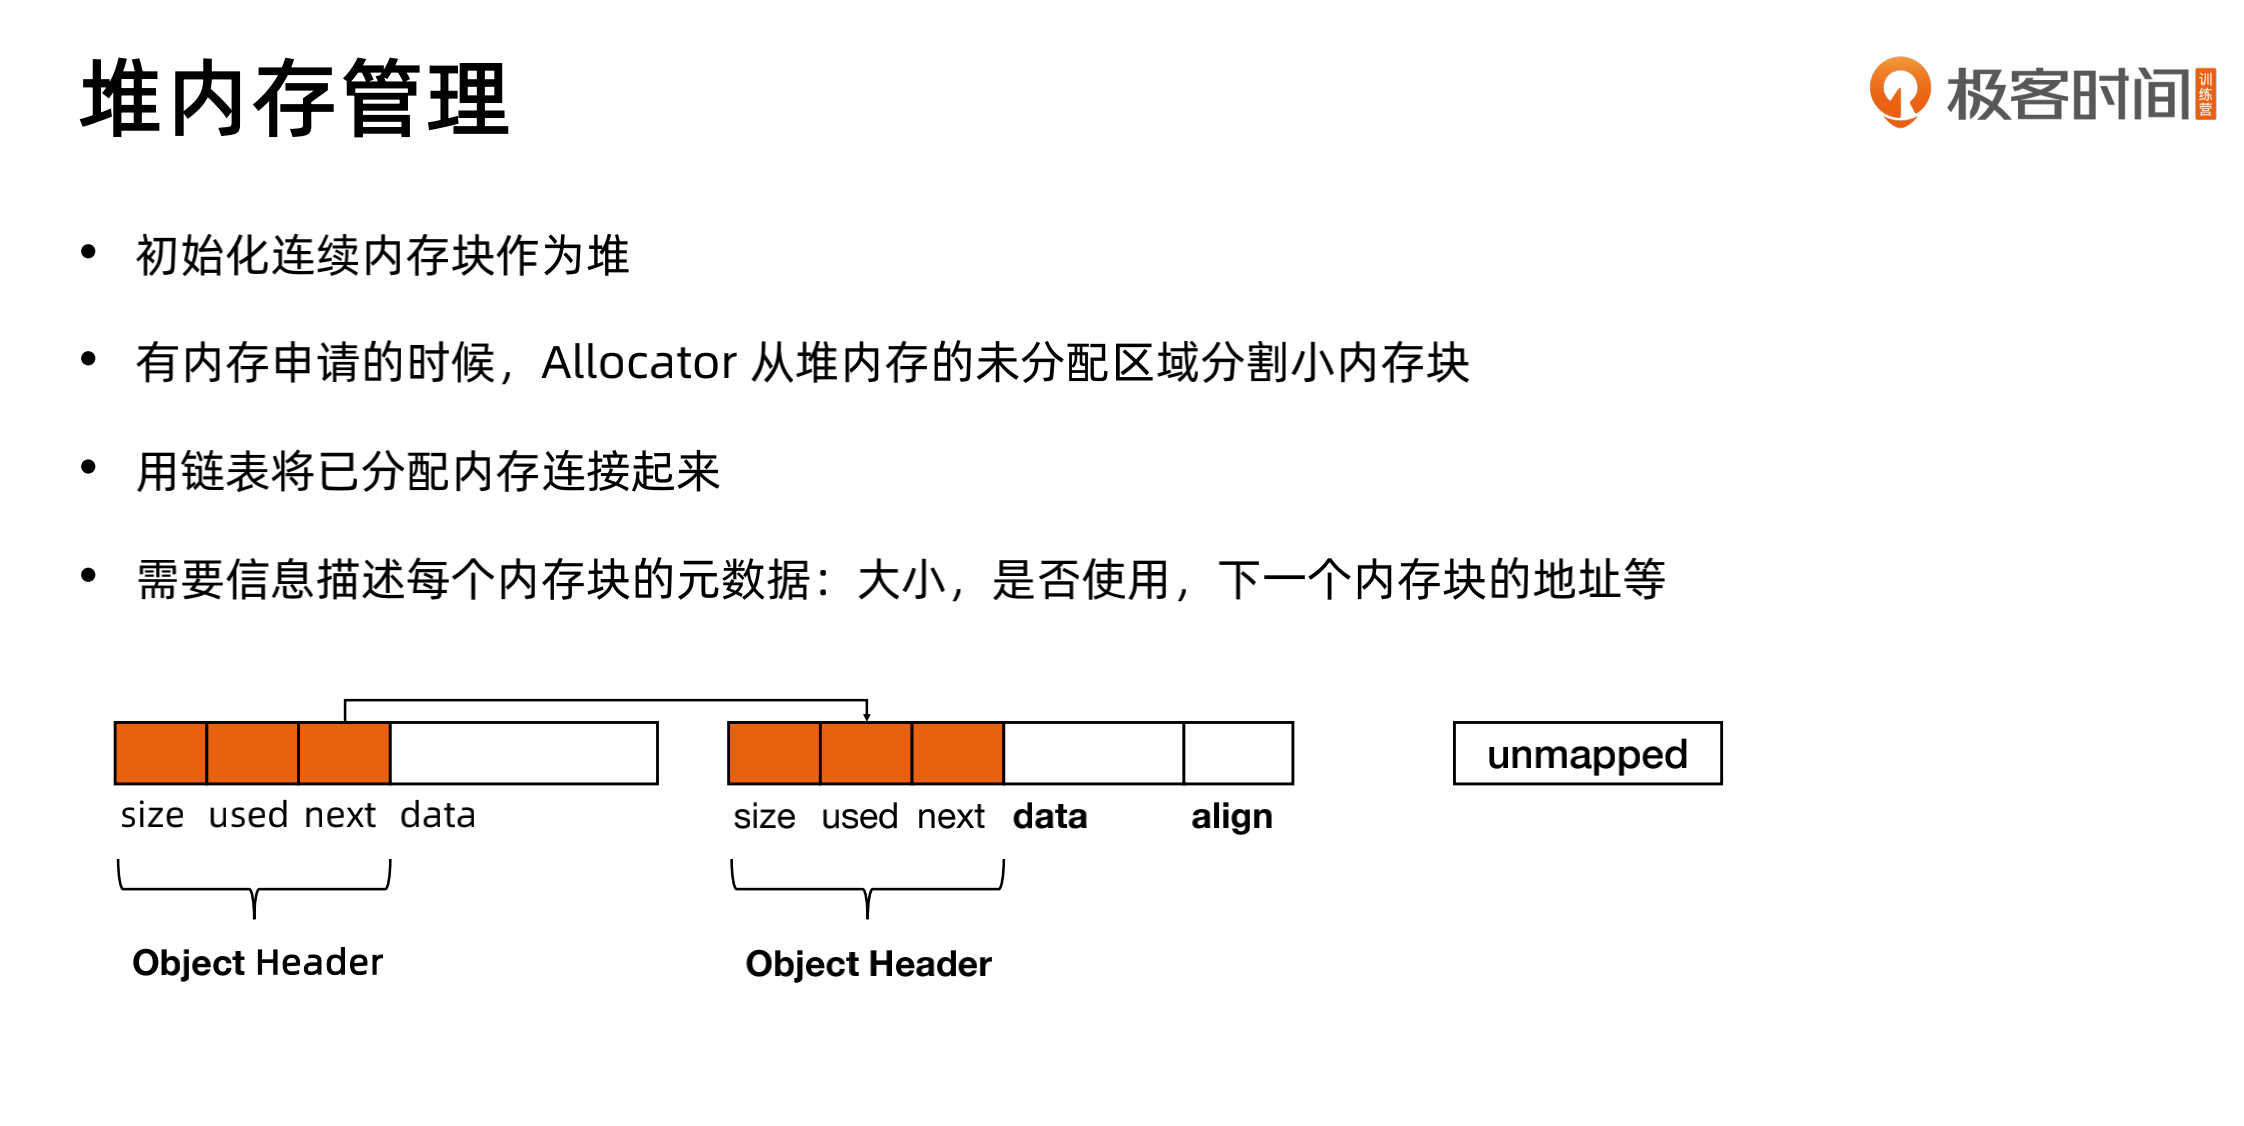 堆内存管理
极客时间 训练营
• 初始化连续内存块作为堆
• 有内存申请的时候，Allocator 从堆内存的未分配区域分割小内存块
• 用链表将已分配内存连接起来
• 需要信息描述每个内存块的元数据：大小，是否使用，下一个内存块的地址等
unmapped
size used next data
size used next data align
Object Header
Object Header